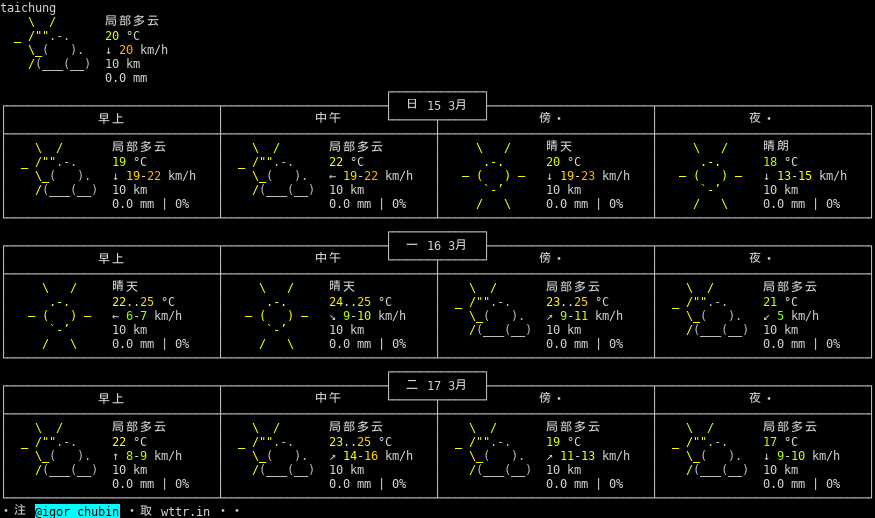 taichung
局部多云
20 °C
↓ 20 km/h
10 km
0.0 mm
日 15 3月
早上 中午 傍 夜
局部多云 局部多云 晴天 晴朗
19 °C 22 °C 20 °C 18 °C
↓ 19-22 km/h ← 19-22 km/h ↓ 19-23 km/h ↓ 13-15 km/h
10 km 10 km 10 km 10 km
0.0 mm | 0% 0.0 mm | 0% 0.0 mm | 0% 0.0 mm | 0%
一 16 3月
早上 中午 傍 夜
晴天 晴天 局部多云 局部多云
22..25 °C 24..25 °C 23..25 °C 21 °C
← 6-7 km/h ↘ 9-10 km/h ↗ 9-11 km/h ↙ 5 km/h
10 km 10 km 10 km 10 km
0.0 mm | 0% 0.0 mm | 0% 0.0 mm | 0% 0.0 mm | 0%
二 17 3月
早上 中午 傍 夜
局部多云 局部多云 局部多云 局部多云
22 °C 23..25 °C 19 °C 17 °C
↑ 8-9 km/h ↗ 14-16 km/h ↗ 11-13 km/h ↓ 9-10 km/h
10 km 10 km 10 km 10 km
0.0 mm | 0% 0.0 mm | 0% 0.0 mm | 0% 0.0 mm | 0%
注 @igor_chubin 取 wttr.in